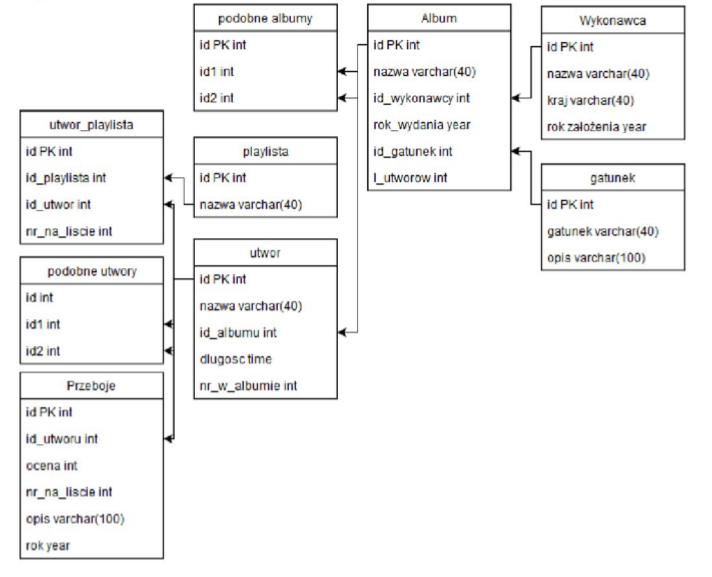 podobne albumy
id PK int
id1 int
id2 int
Album
id PK int
nazwa varchar(40)
id_wykonawcy int
rok_wydania year
id_gatunek int
l_utworow int
Wykonawca
id PK int
nazwa varchar(40)
kraj varchar(40)
rok założenia year
utwor_playlista
id PK int
id_playlista int
id_utwor int
nr_na_liscie int
playlista
id PK int
nazwa varchar(40)
gatunek
id PK int
gatunek varchar(40)
opis varchar(100)
podobne utwory
id int
id1 int
id2 int
utwor
id PK int
nazwa varchar(40)
id_albumu int
dlugosc time
nr_w_albumie int
Przeboje
id PK int
id_utworu int
ocena int
nr_na_liscie int
opis varchar(100)
rok year